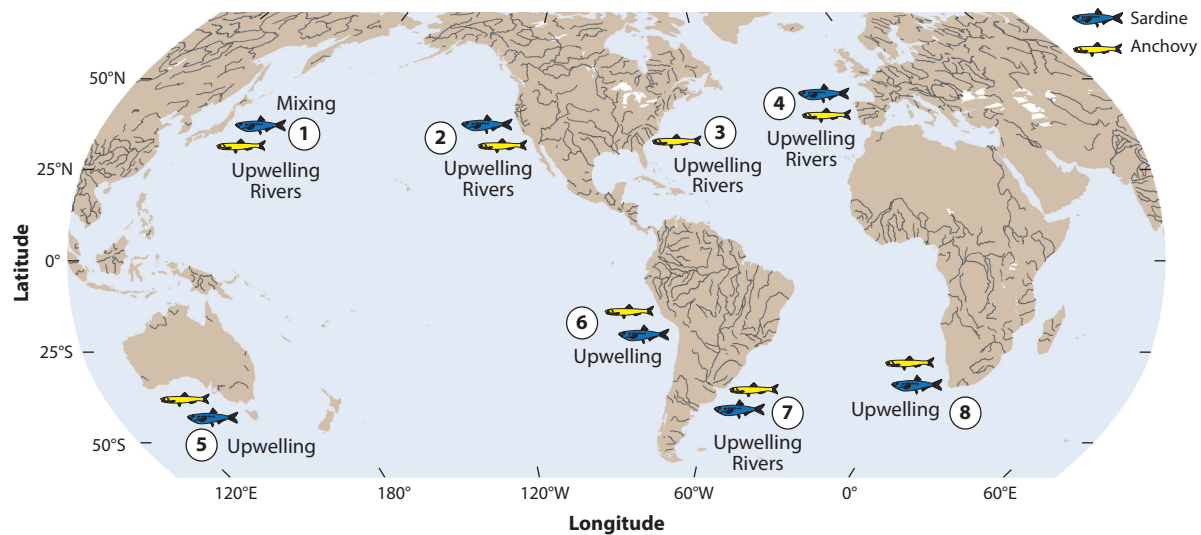 Sardine
Anchovy
50°N
25°N
0°
25°S
50°S
Latitude
Mixing
1
Upwelling
Rivers
2
Upwelling
Rivers
3
Upwelling
Rivers
4
Upwelling
Rivers
5
Upwelling
6
Upwelling
7
Upwelling
Rivers
8
Upwelling
120°E
180°
120°W
60°W
0°
60°E
Longitude